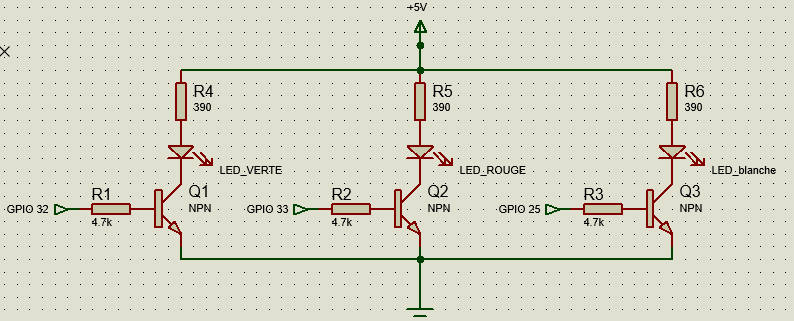 +5V
R4
390
R5
390
R6
390
LED_VERTE
LED_ROUGE
LED_blanche
R1
Q1
R2
Q2
R3
Q3
GPIO 32
NPN
GPIO 33
NPN
GPIO 25
NPN
4.7k
4.7k
4.7k